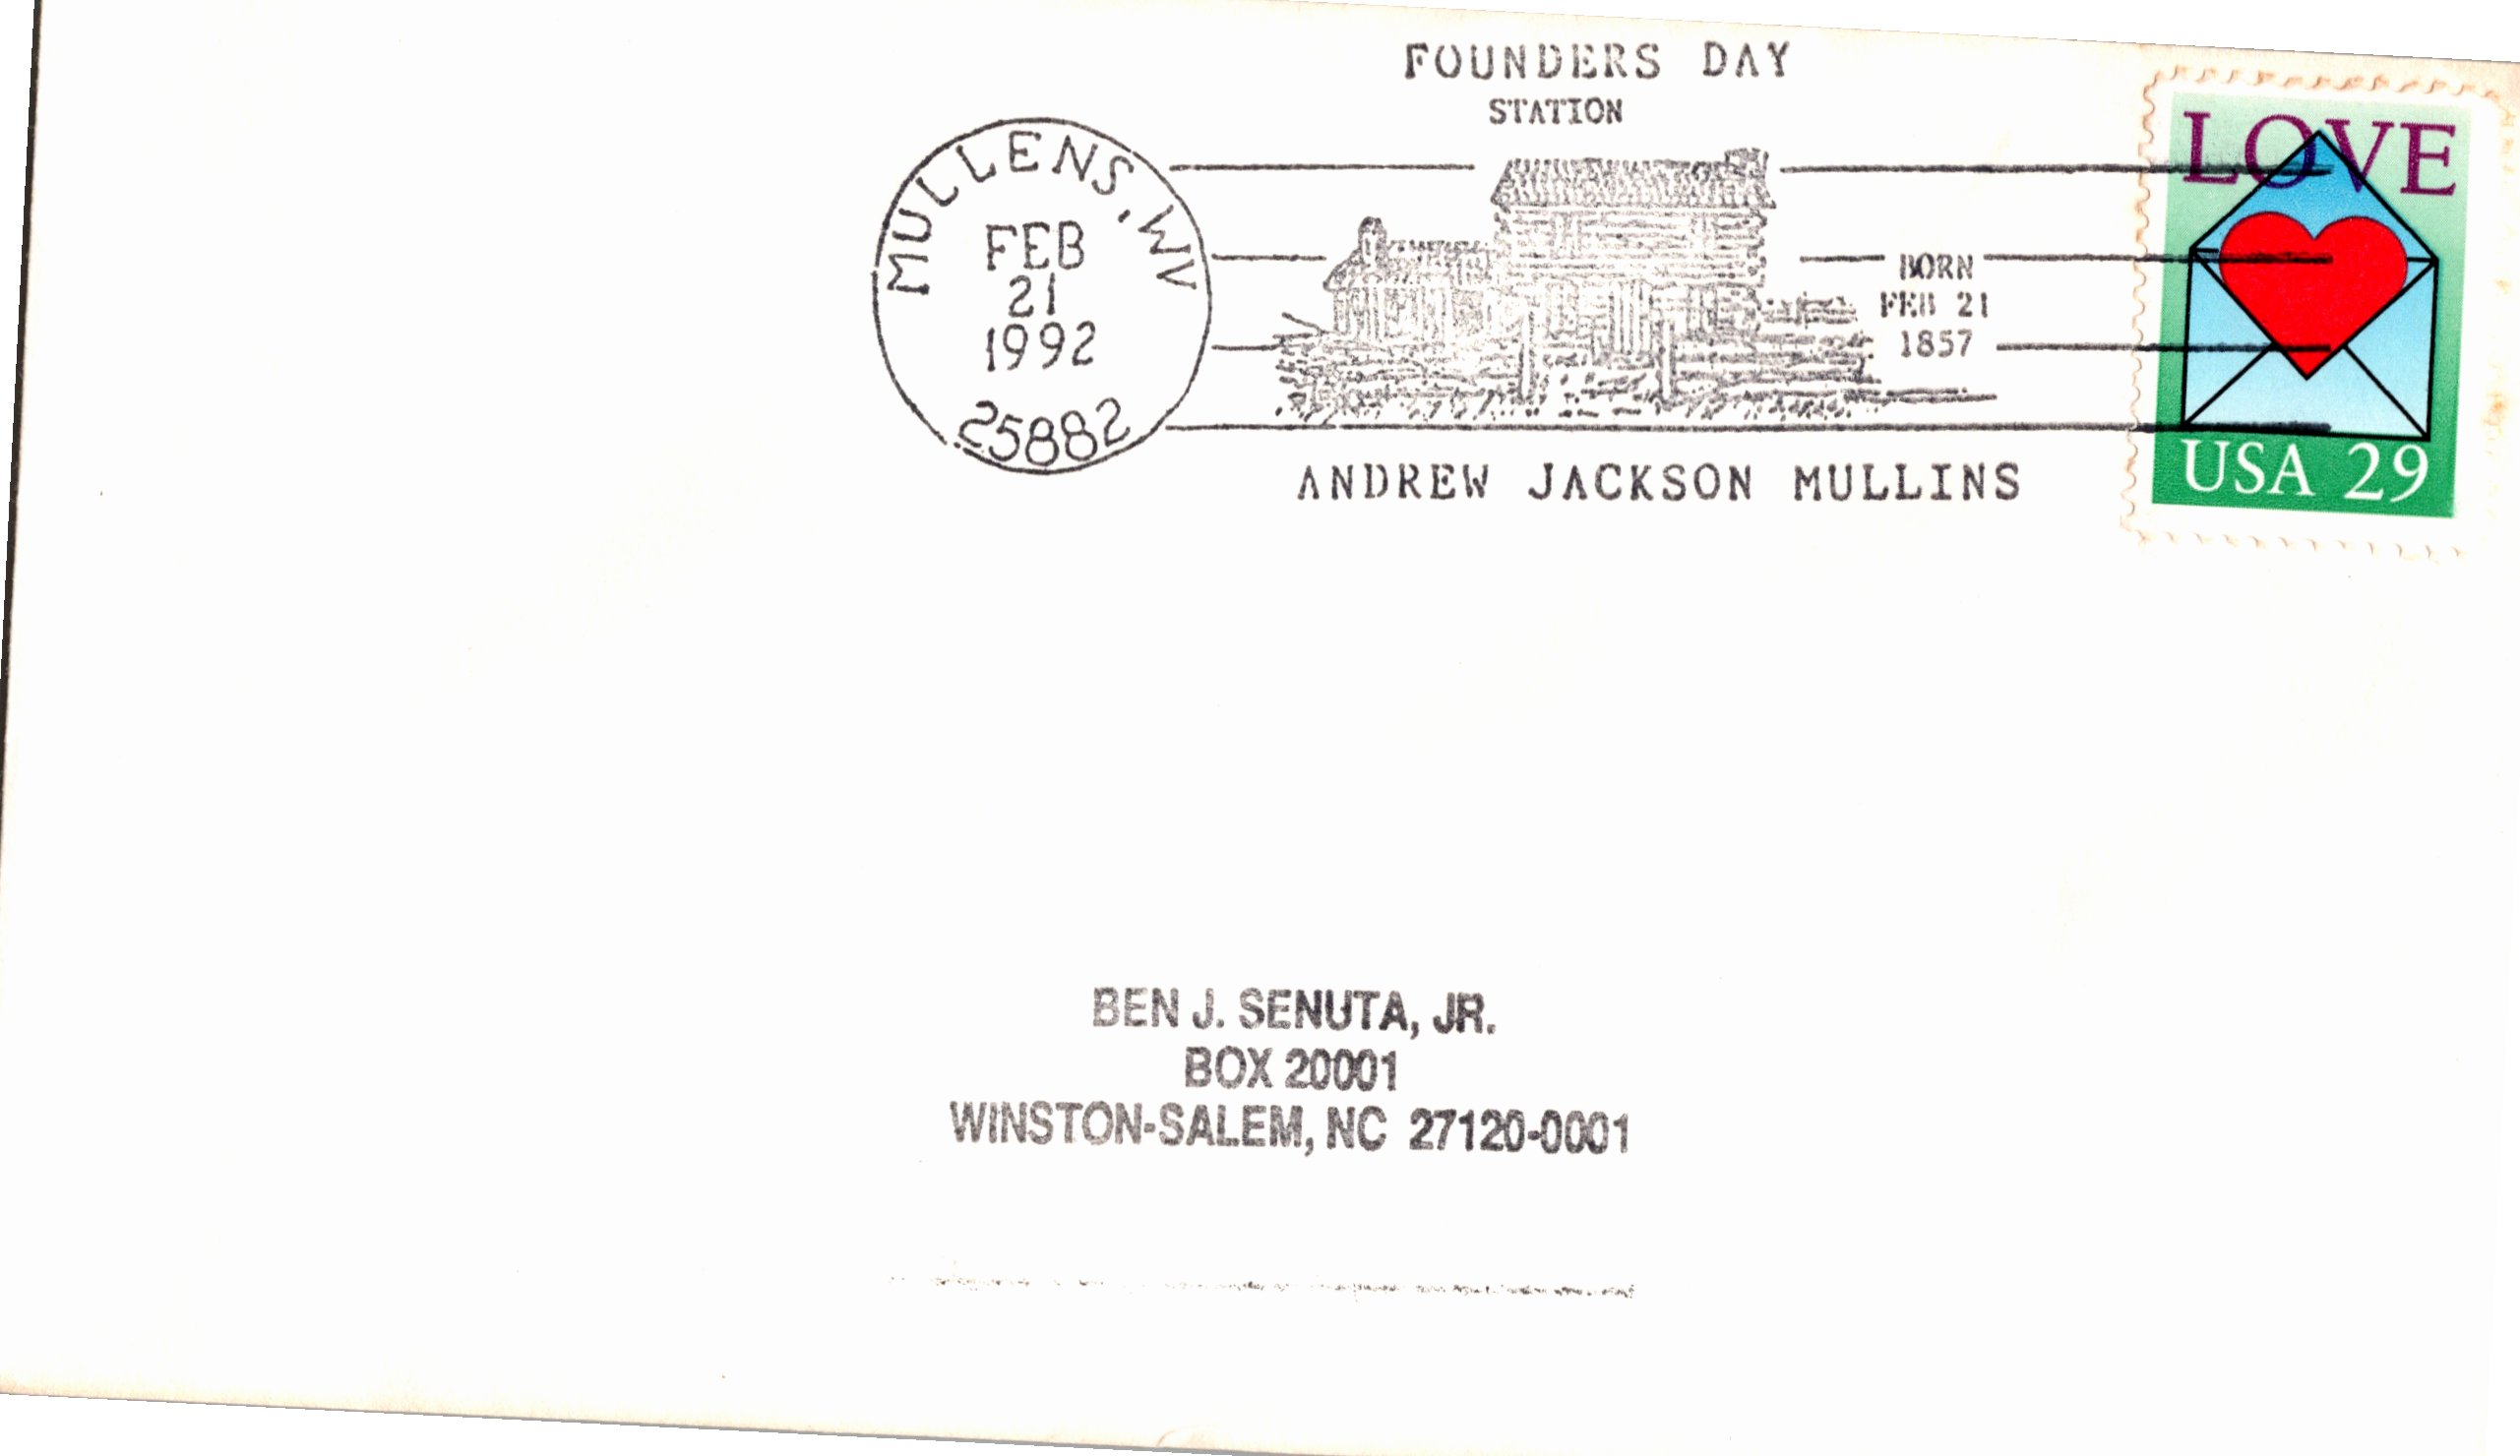 FOUNDERS DAY
STATION
MULLENS, WV
FEB
21
1992
25882
BORN
FEB 21
1857
ANDREW JACKSON MULLINS
LOVE
USA 29
BEN J. SENUTA, JR.
BOX 20001
WINSTON-SALEM, NC 27120-0001